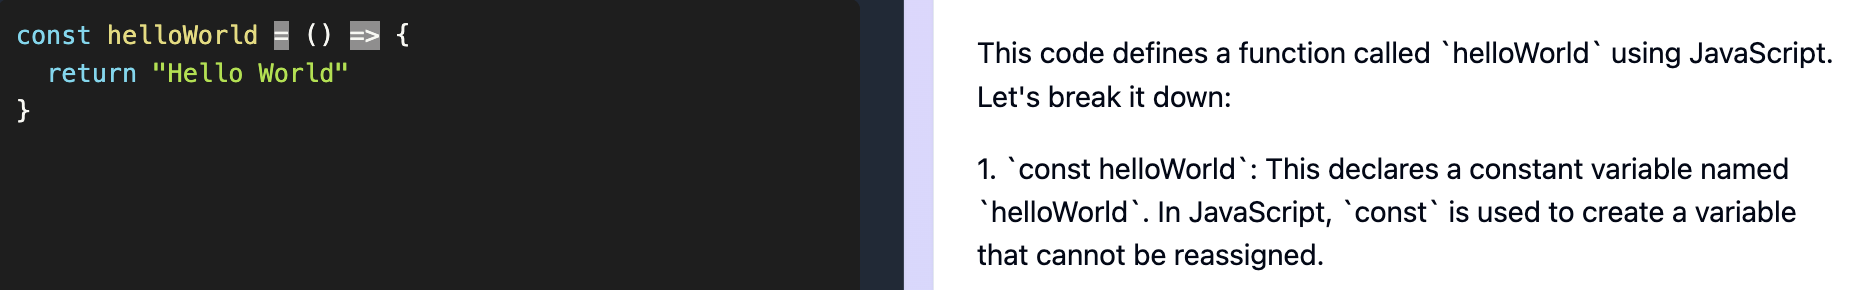 const helloWorld = () => {
  return "Hello World"
}
This code defines a function called `helloWorld` using JavaScript.
Let's break it down:
1. `const helloWorld`: This declares a constant variable named
`helloWorld`. In JavaScript, `const` is used to create a variable
that cannot be reassigned.